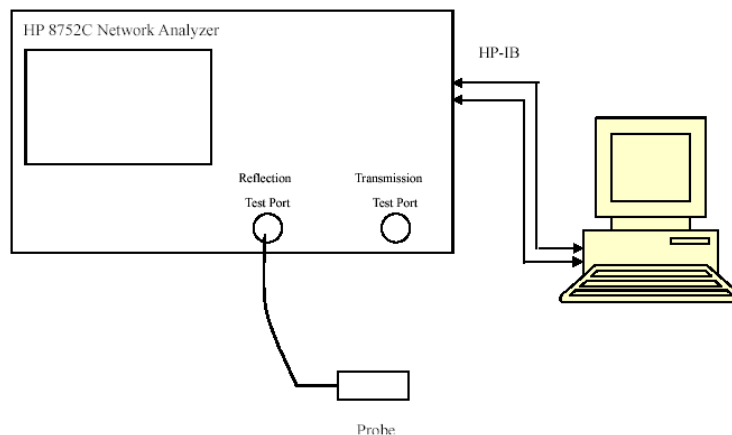 HP 8752C Network Analyzer
HP-IB
Reflection
Test Port
Transmission
Test Port
Probe